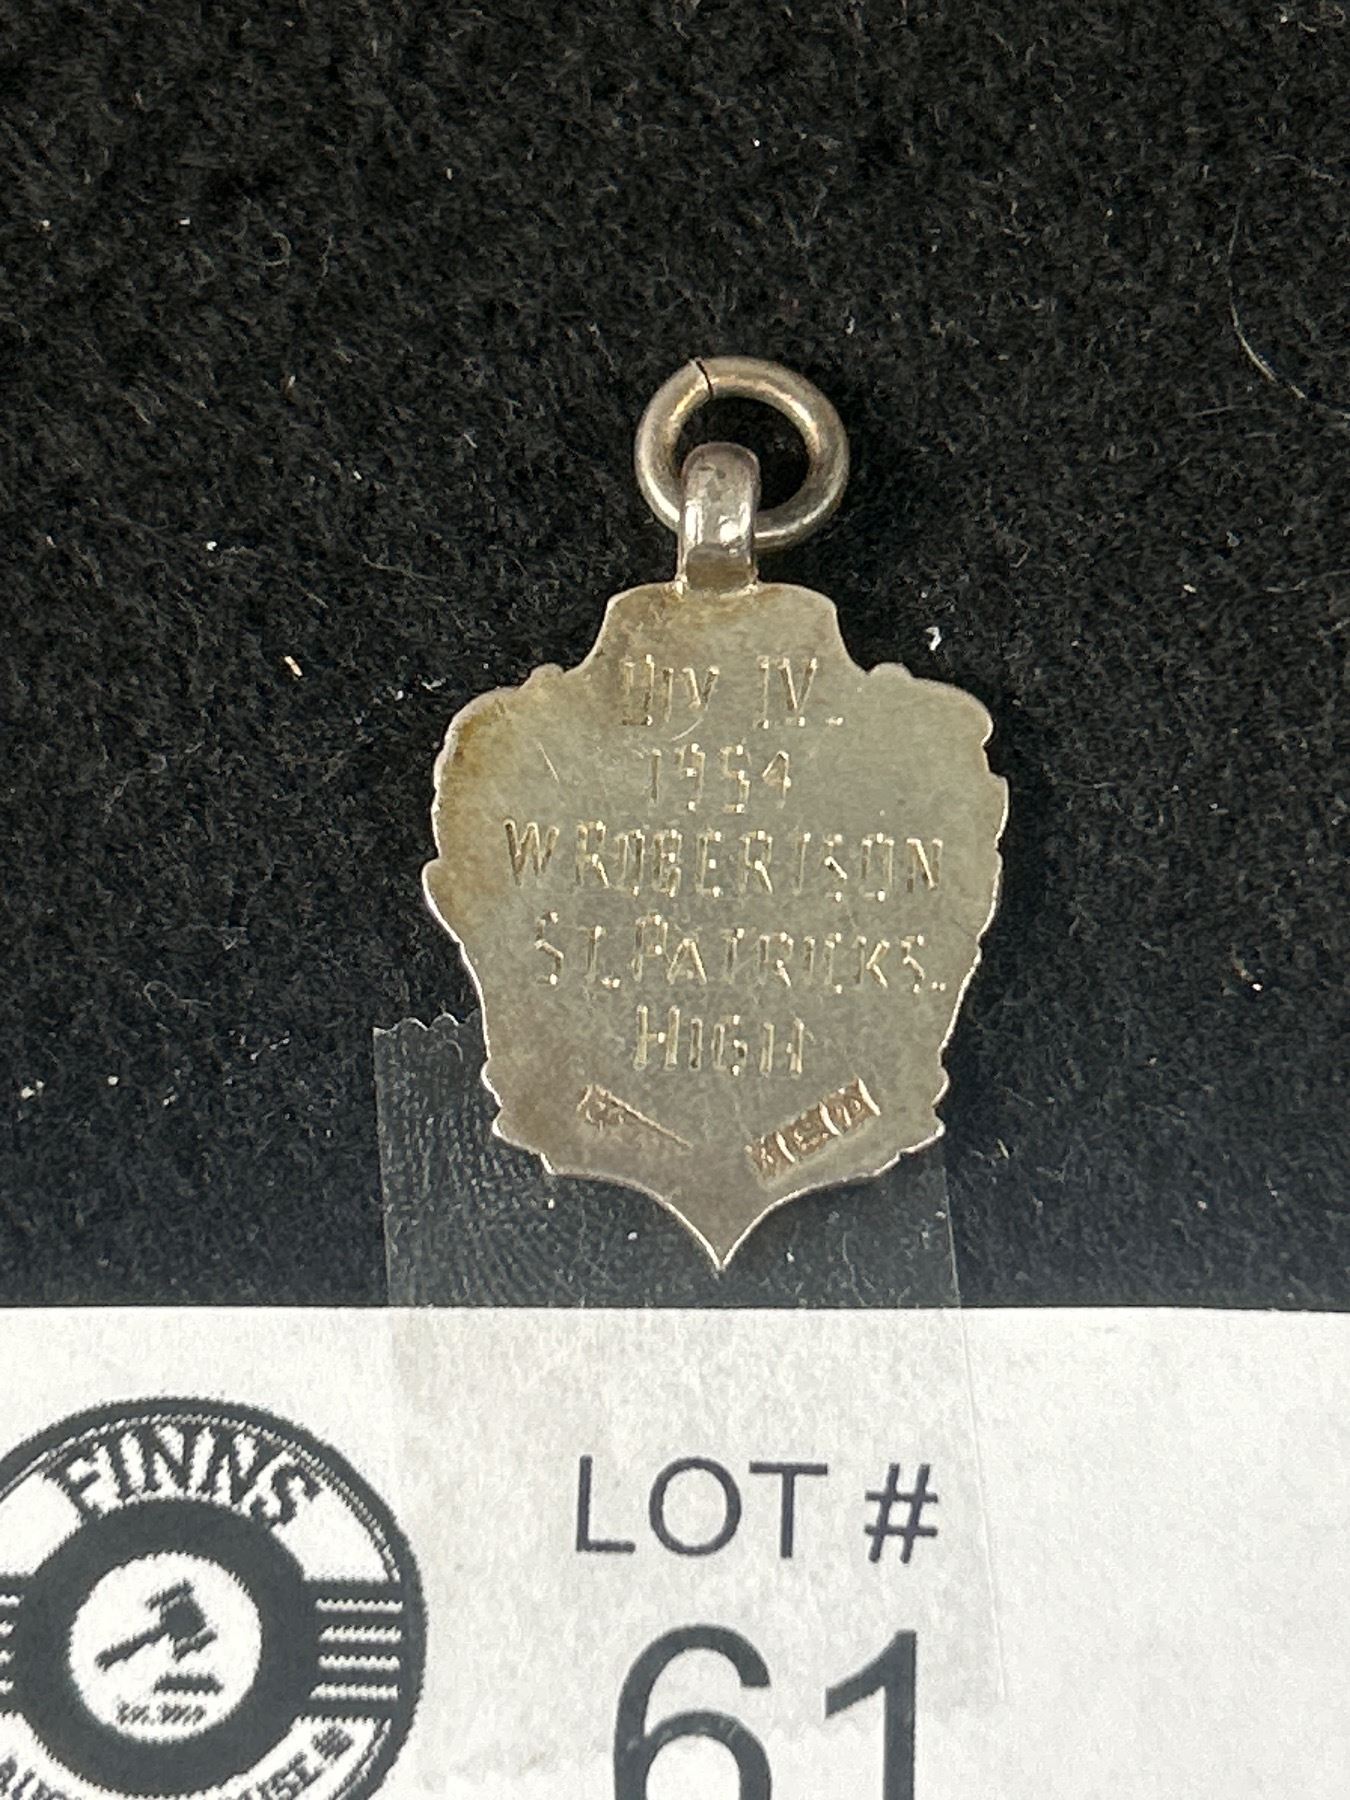 Div IV.
1954
W ROBERTSON
ST. PATRICKS.
HIGH
FINNS
LOT #
61